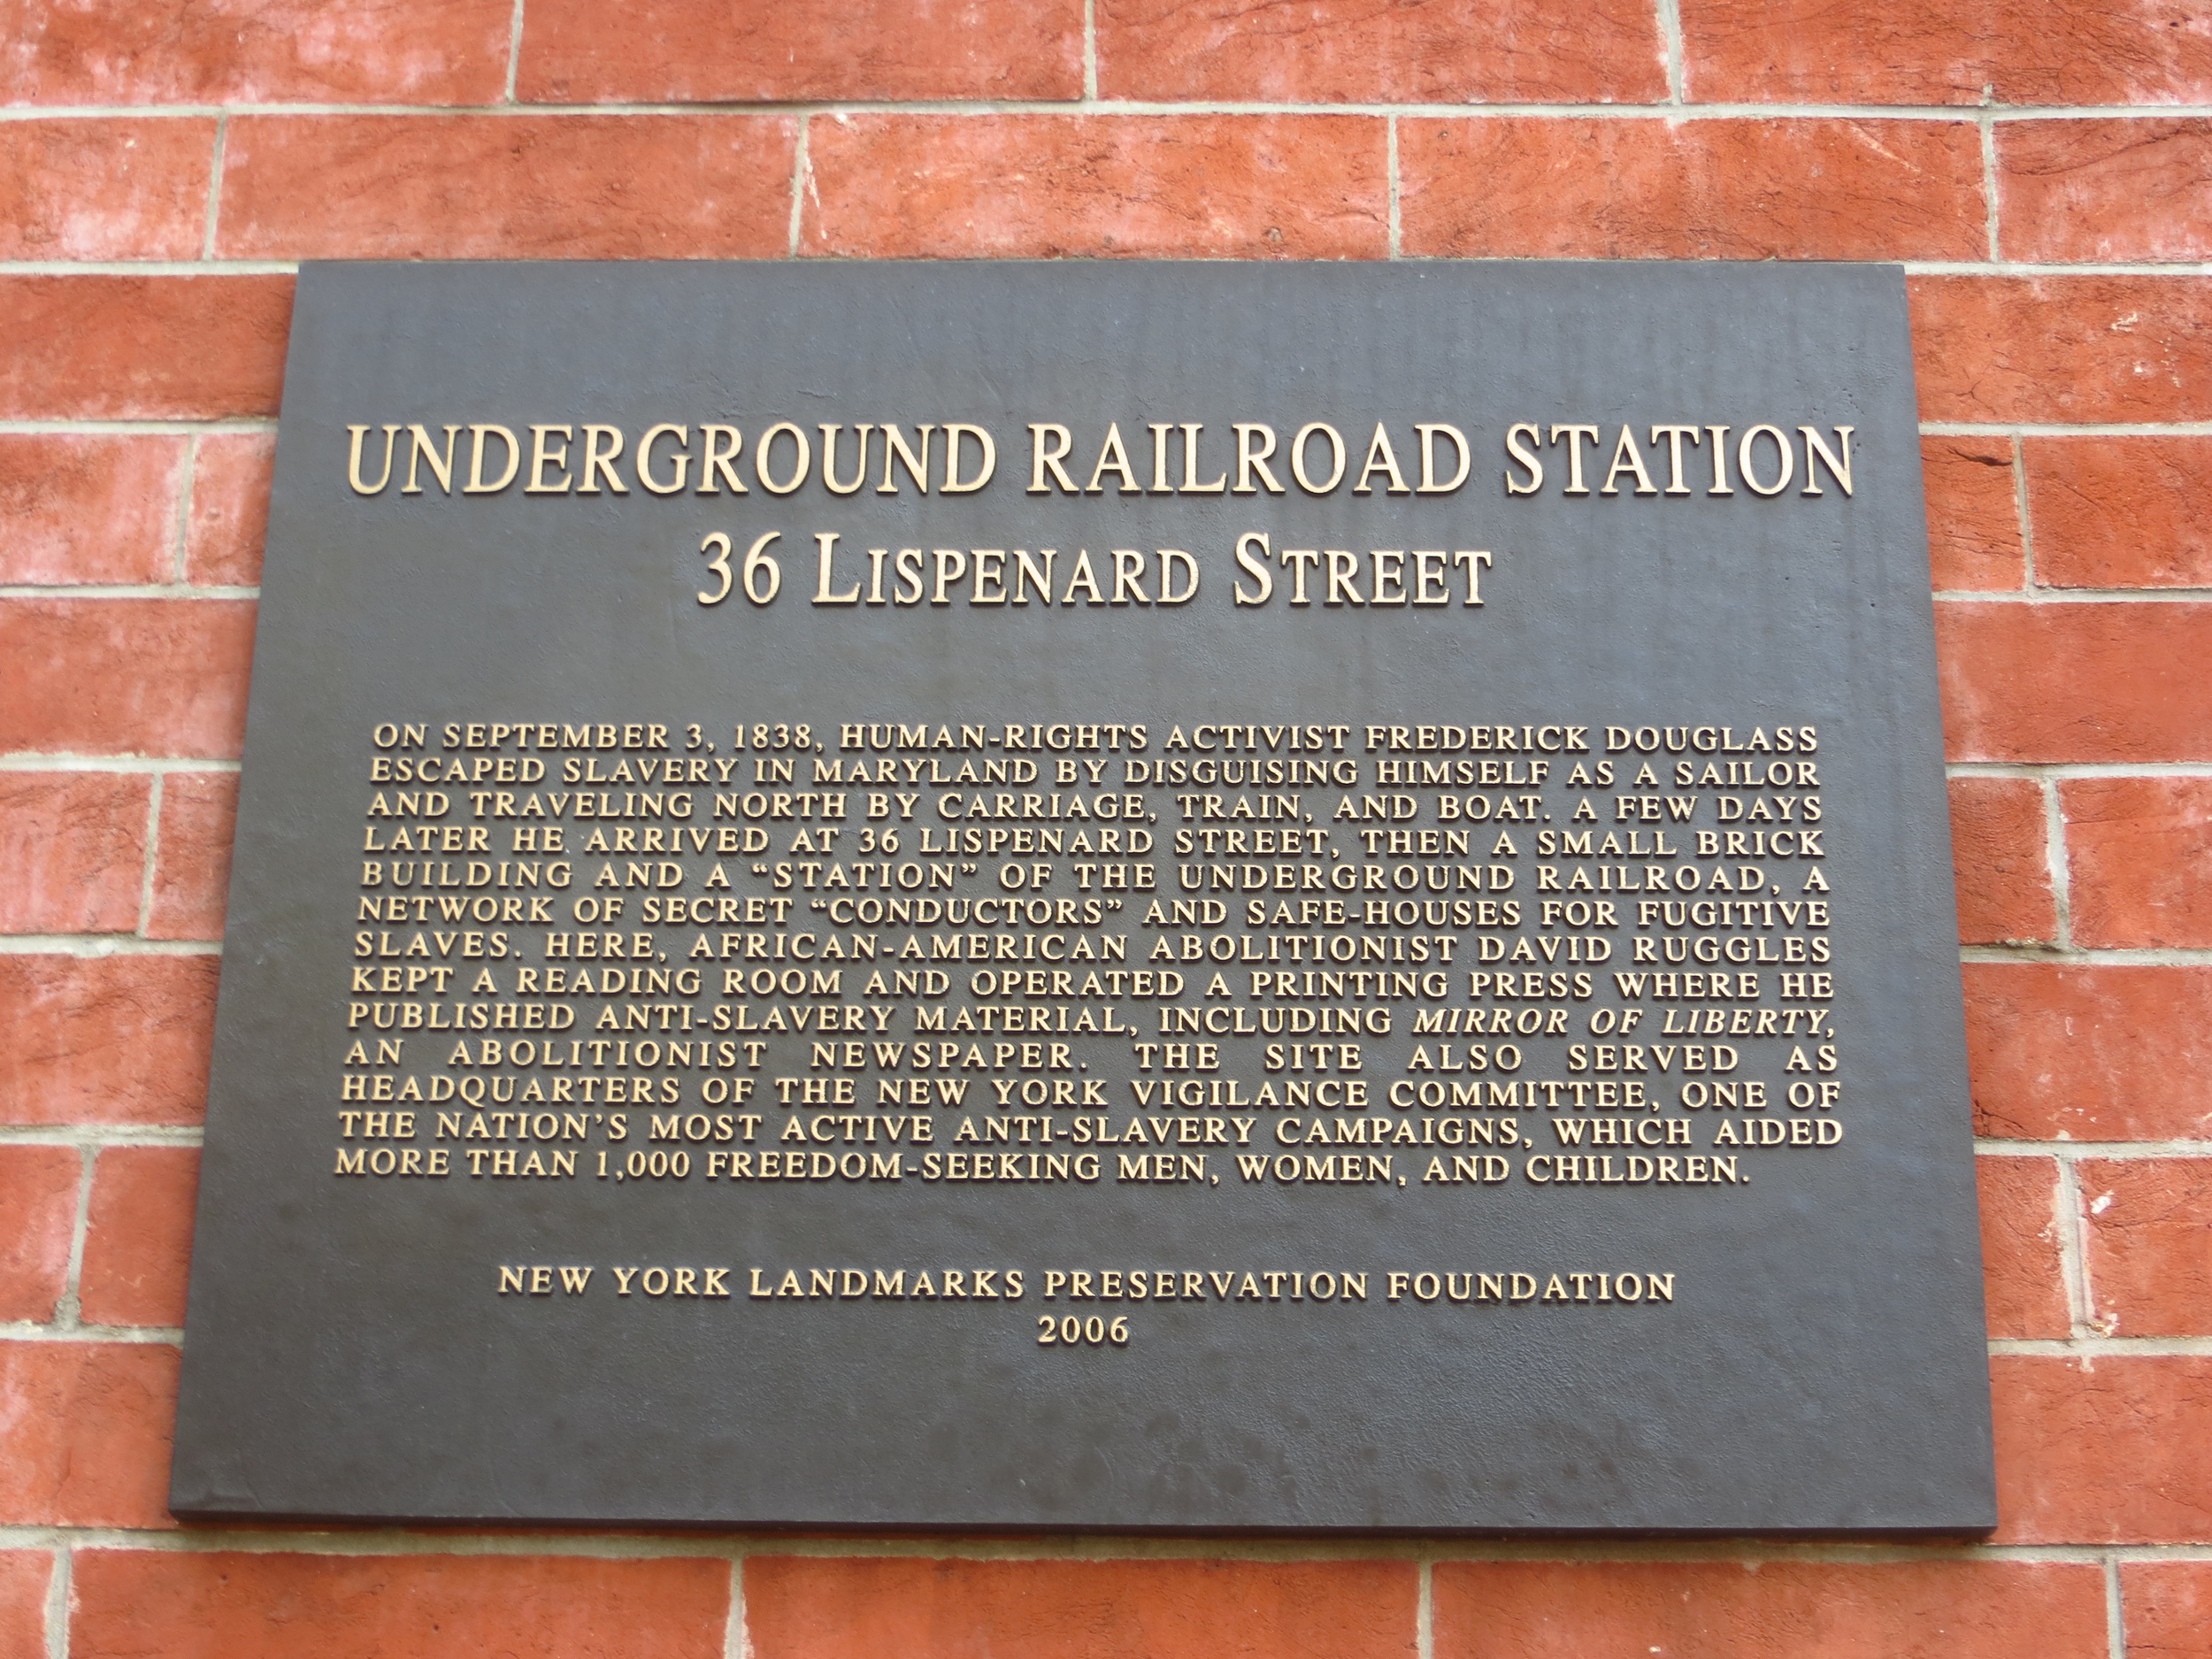 UNDERGROUND RAILROAD STATION
36 LISPENARD STREET
ON SEPTEMBER 3, 1838, HUMAN-RIGHTS ACTIVIST FREDERICK DOUGLASS
ESCAPED SLAVERY IN MARYLAND BY DISGUISING HIMSELF AS A SAILOR
AND TRAVELING NORTH BY CARRIAGE, TRAIN, AND BOAT. A FEW DAYS
LATER HE ARRIVED AT 36 LISPENARD STREET, THEN A SMALL BRICK
BUILDING AND A “STATION” OF THE UNDERGROUND RAILROAD, A
NETWORK OF SECRET “CONDUCTORS” AND SAFE-HOUSES FOR FUGITIVE
SLAVES. HERE, AFRICAN-AMERICAN ABOLITIONIST DAVID RUGGLES
KEPT A READING ROOM AND OPERATED A PRINTING PRESS WHERE HE
PUBLISHED ANTI-SLAVERY MATERIAL, INCLUDING MIRROR OF LIBERTY,
AN ABOLITIONIST NEWSPAPER. THE SITE ALSO SERVED AS
HEADQUARTERS OF THE NEW YORK VIGILANCE COMMITTEE, ONE OF
THE NATION’S MOST ACTIVE ANTI-SLAVERY CAMPAIGNS, WHICH AIDED
MORE THAN 1,000 FREEDOM-SEEKING MEN, WOMEN, AND CHILDREN.
NEW YORK LANDMARKS PRESERVATION FOUNDATION
2006